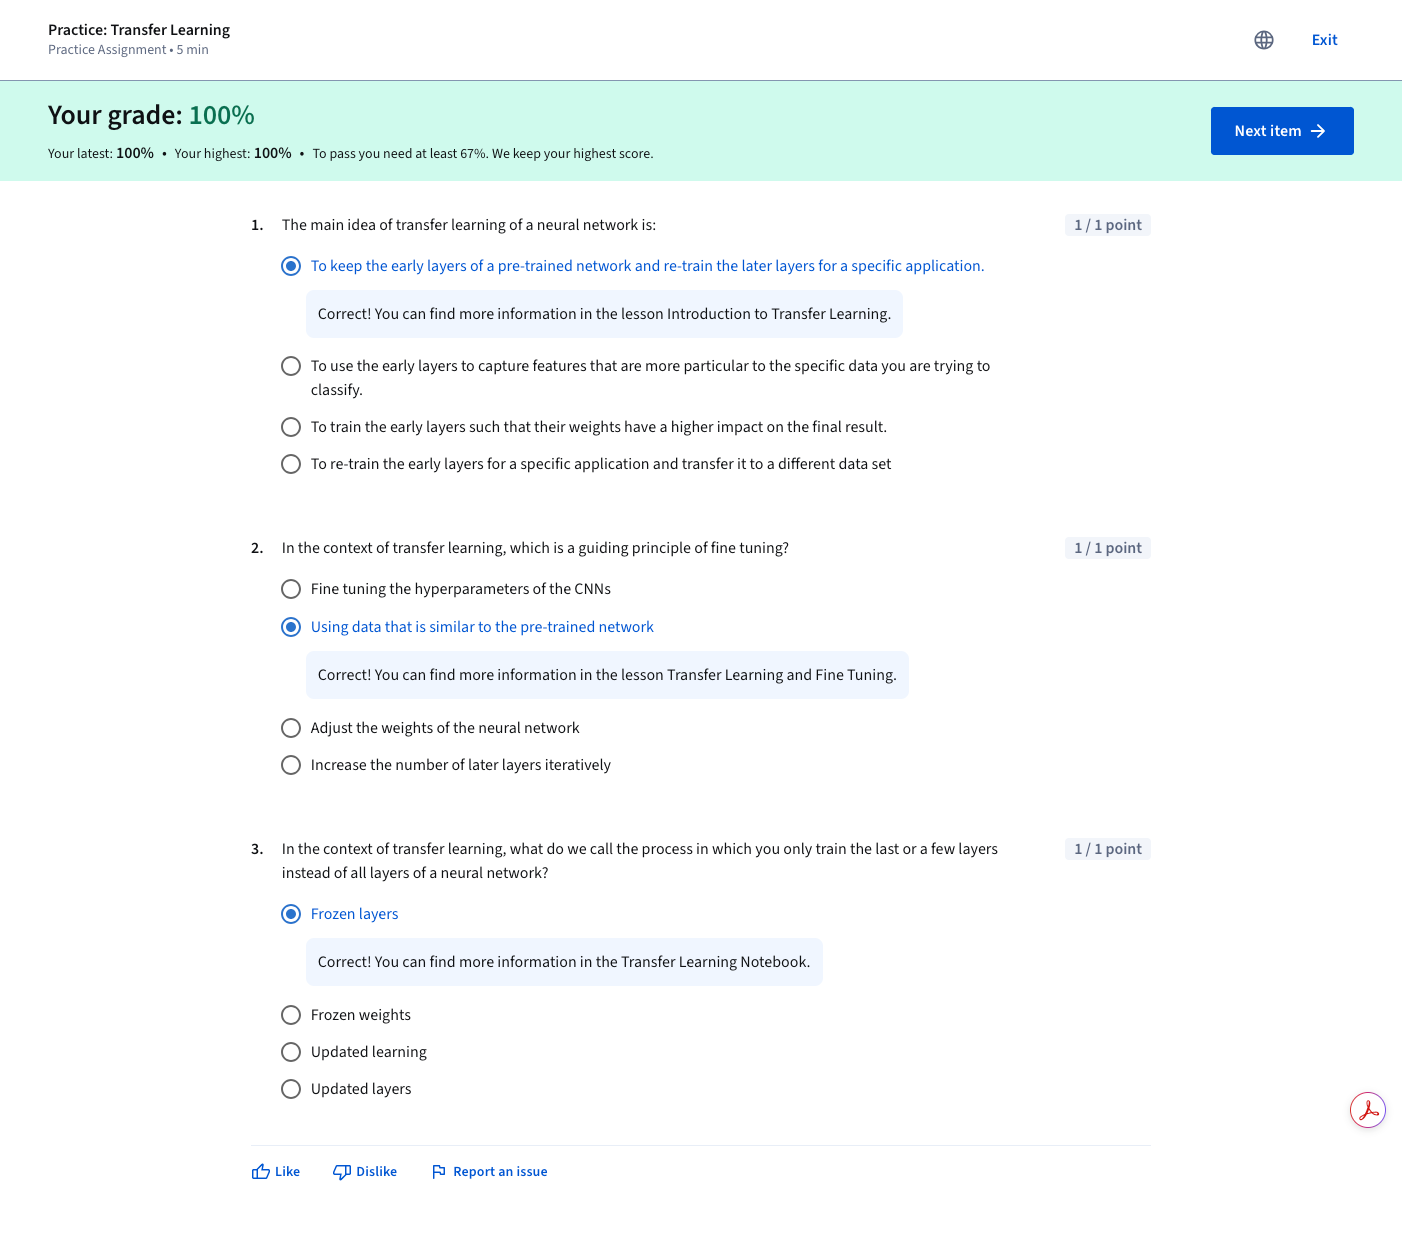 Practice: Transfer Learning
Practice Assignment • 5 min
Exit
Your grade: 100%
Your latest: 100% • Your highest: 100% • To pass you need at least 67%. We keep your highest score.
Next item
1. The main idea of transfer learning of a neural network is:
1 / 1 point
To keep the early layers of a pre-trained network and re-train the later layers for a specific application.
Correct! You can find more information in the lesson Introduction to Transfer Learning.
To use the early layers to capture features that are more particular to the specific data you are trying to
classify.
To train the early layers such that their weights have a higher impact on the final result.
To re-train the early layers for a specific application and transfer it to a different data set
2. In the context of transfer learning, which is a guiding principle of fine tuning?
1 / 1 point
Fine tuning the hyperparameters of the CNNs
Using data that is similar to the pre-trained network
Correct! You can find more information in the lesson Transfer Learning and Fine Tuning.
Adjust the weights of the neural network
Increase the number of later layers iteratively
3. In the context of transfer learning, what do we call the process in which you only train the last or a few layers
instead of all layers of a neural network?
1 / 1 point
Frozen layers
Correct! You can find more information in the Transfer Learning Notebook.
Frozen weights
Updated learning
Updated layers
Like
Dislike
Report an issue